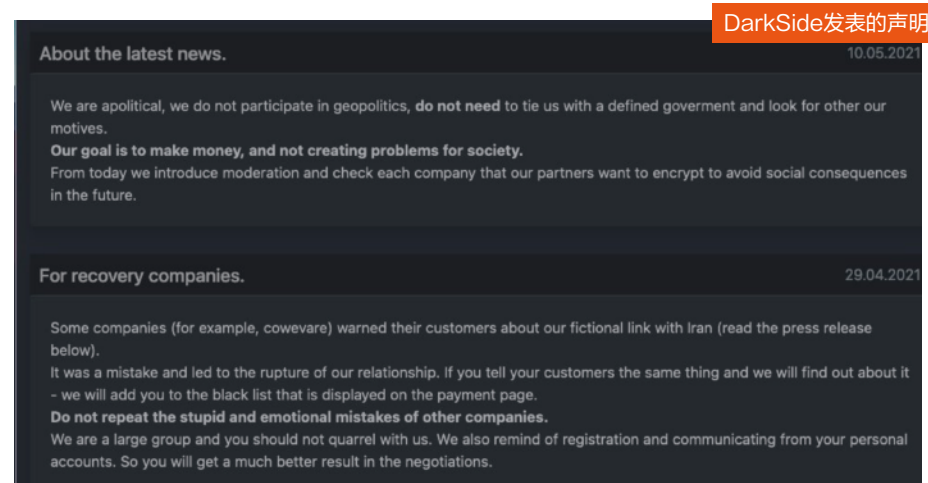 DarkSide发表的声明
About the latest news.
10.05.2021
We are apolitical, we do not participate in geopolitics, do not need to tie us with a defined goverment and look for other our
motives.
Our goal is to make money, and not creating problems for society.
From today we introduce moderation and check each company that our partners want to encrypt to avoid social consequences
in the future.
For recovery companies.
29.04.2021
Some companies (for example, cowevare) warned their customers about our fictional link with Iran (read the press release
below).
It was a mistake and led to the rupture of our relationship. If you tell your customers the same thing and we will find out about it
- we will add you to the black list that is displayed on the payment page.
Do not repeat the stupid and emotional mistakes of other companies.
We are a large group and you should not quarrel with us. We also remind of registration and communicating from your personal
accounts. So you will get a much better result in the negotiations.